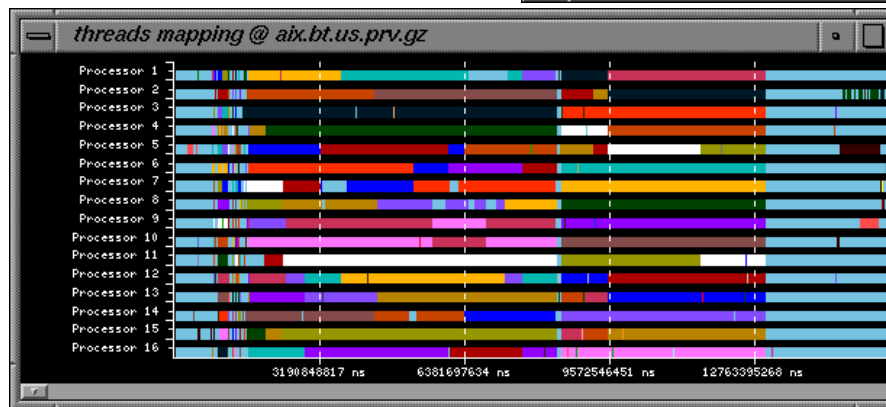 threads mapping @ aix.bt.us.prv.gz
Processor 1
Processor 2
Processor 3
Processor 4
Processor 5
Processor 6
Processor 7
Processor 8
Processor 9
Processor 10
Processor 11
Processor 12
Processor 13
Processor 14
Processor 15
Processor 16
3190848817 ns 6381697634 ns 9572546451 ns 12763395268 ns